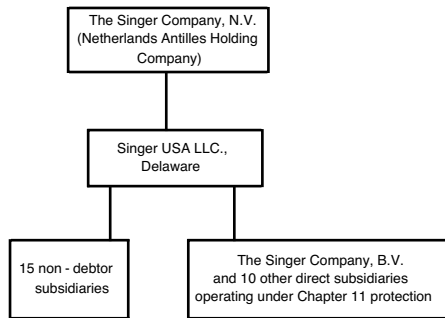 The Singer Company, N.V.
(Netherlands Antilles Holding
Company)
Singer USA LLC.,
Delaware
15 non - debtor
subsidiaries
The Singer Company, B.V.
and 10 other direct subsidiaries
operating under Chapter 11 protection